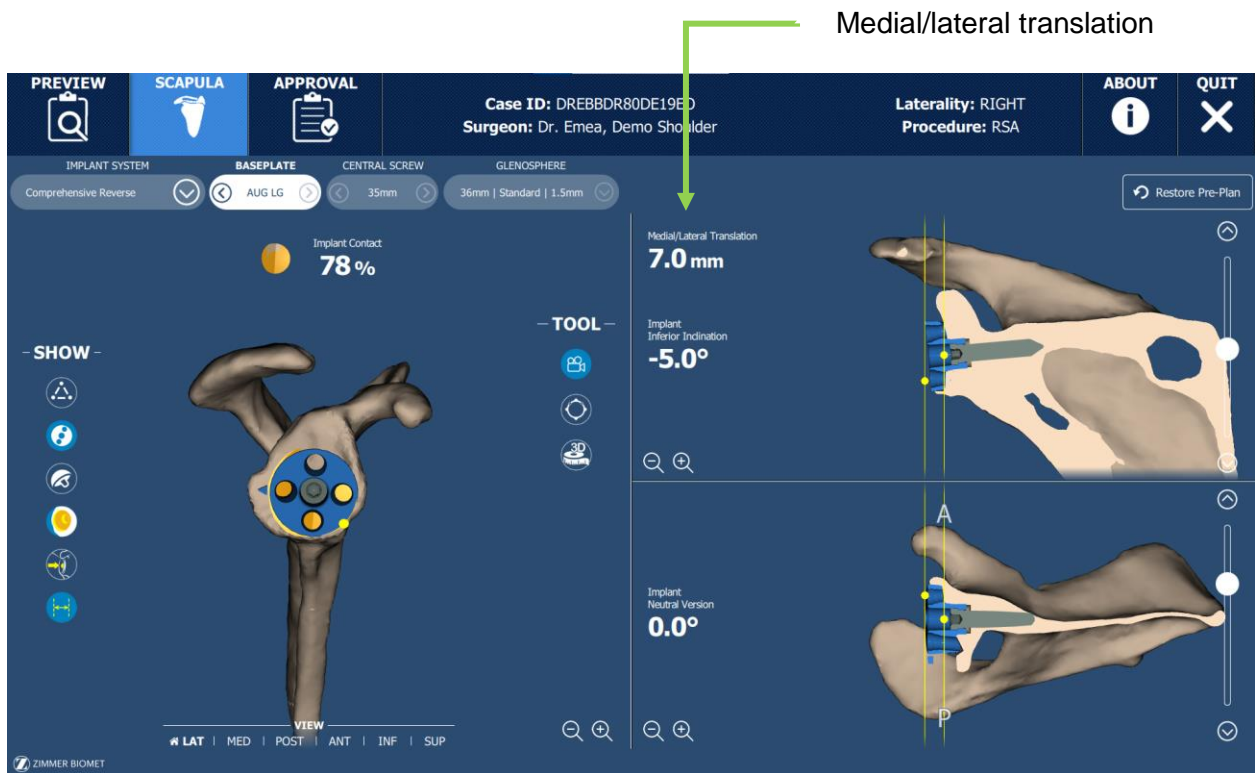 Medial/lateral translation
PREVIEW
SCAPULA
APPROVAL
Case ID: DREBBDR80DE19ED
Surgeon: Dr. Emea, Demo Shoulder
Laterality: RIGHT
Procedure: RSA
ABOUT
QUIT
IMPLANT SYSTEM
BASEPLATE
CENTRAL SCREW
GLENOSPHERE
Comprehensive Reverse
AUG LG
35mm
36mm | Standard | 1.5mm
Restore Pre-Plan
Implant Contact
78 %
- SHOW -
- TOOL -
3D
Medial/Lateral Translation
7.0 mm
Implant
Inferior Inclination
-5.0°
A
Implant
Neutral Version
0.0°
P
VIEW
LAT | MED | POST | ANT | INF | SUP
ZIMMER BIOMET